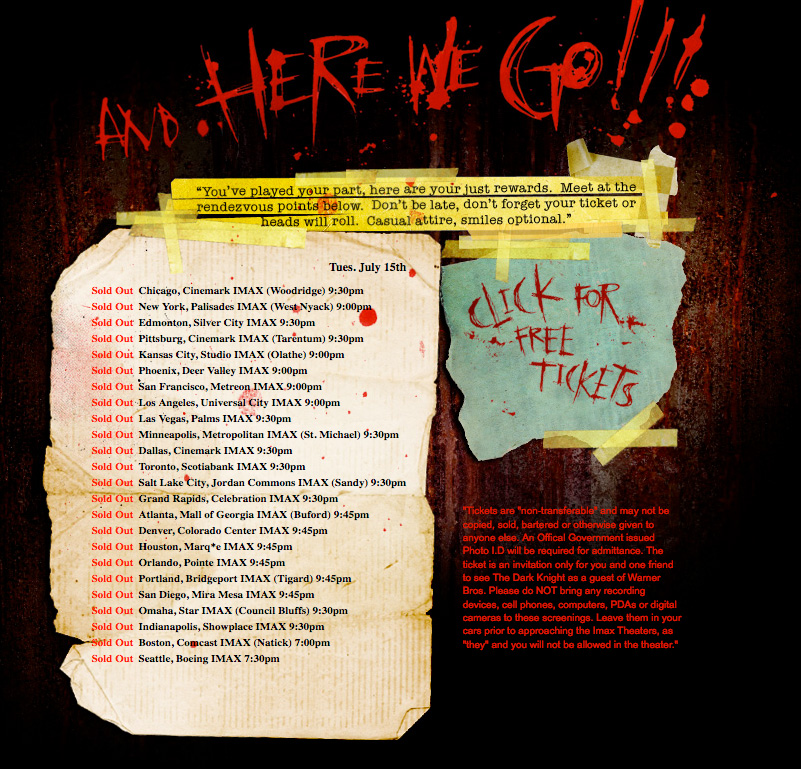 AND HERE WE GO!!!
“You’ve played your part, here are your just rewards. Meet at the
rendezvous points below. Don’t be late, don’t forget your ticket or
heads will roll. Casual attire, smiles optional.”
Tues. July 15th
Sold Out Chicago, Cinemark IMAX (Woodridge) 9:30pm
Sold Out New York, Palisades IMAX (West Nyack) 9:00pm
Sold Out Edmonton, Silver City IMAX 9:30pm
Sold Out Pittsburg, Cinemark IMAX (Tarentum) 9:30pm
Sold Out Kansas City, Studio IMAX (Olathe) 9:00pm
Sold Out Phoenix, Deer Valley IMAX 9:00pm
Sold Out San Francisco, Metreon IMAX 9:00pm
Sold Out Los Angeles, Universal City IMAX 9:00pm
Sold Out Las Vegas, Palms IMAX 9:30pm
Sold Out Minneapolis, Metropolitan IMAX (St. Michael) 9:30pm
Sold Out Dallas, Cinemark IMAX 9:30pm
Sold Out Toronto, Scotiabank IMAX 9:30pm
Sold Out Salt Lake City, Jordan Commons IMAX (Sandy) 9:30pm
Sold Out Grand Rapids, Celebration IMAX 9:30pm
Sold Out Atlanta, Mall of Georgia IMAX (Buford) 9:45pm
Sold Out Denver, Colorado Center IMAX 9:45pm
Sold Out Houston, Marq*e IMAX 9:45pm
Sold Out Orlando, Pointe IMAX 9:45pm
Sold Out Portland, Bridgeport IMAX (Tigard) 9:45pm
Sold Out San Diego, Mira Mesa IMAX 9:45pm
Sold Out Omaha, Star IMAX (Council Bluffs) 9:30pm
Sold Out Indianapolis, Showplace IMAX 9:30pm
Sold Out Boston, Comcast IMAX (Natick) 7:00pm
Sold Out Seattle, Boeing IMAX 7:30pm
CLICK FOR
FREE
TICKETS
"Tickets are "non-transferable" and may not be
copied, sold, bartered or otherwise given to
anyone else. An Offical Government issued
Photo I.D will be required for admittance. The
ticket is an invitation only for you and one friend
to see The Dark Knight as a guest of Warner
Bros. Please do NOT bring any recording
devices, cell phones, computers, PDAs or digital
cameras to these screenings. Leave them in your
cars prior to approaching the Imax Theaters, as
"they" and you will not be allowed in the theater."